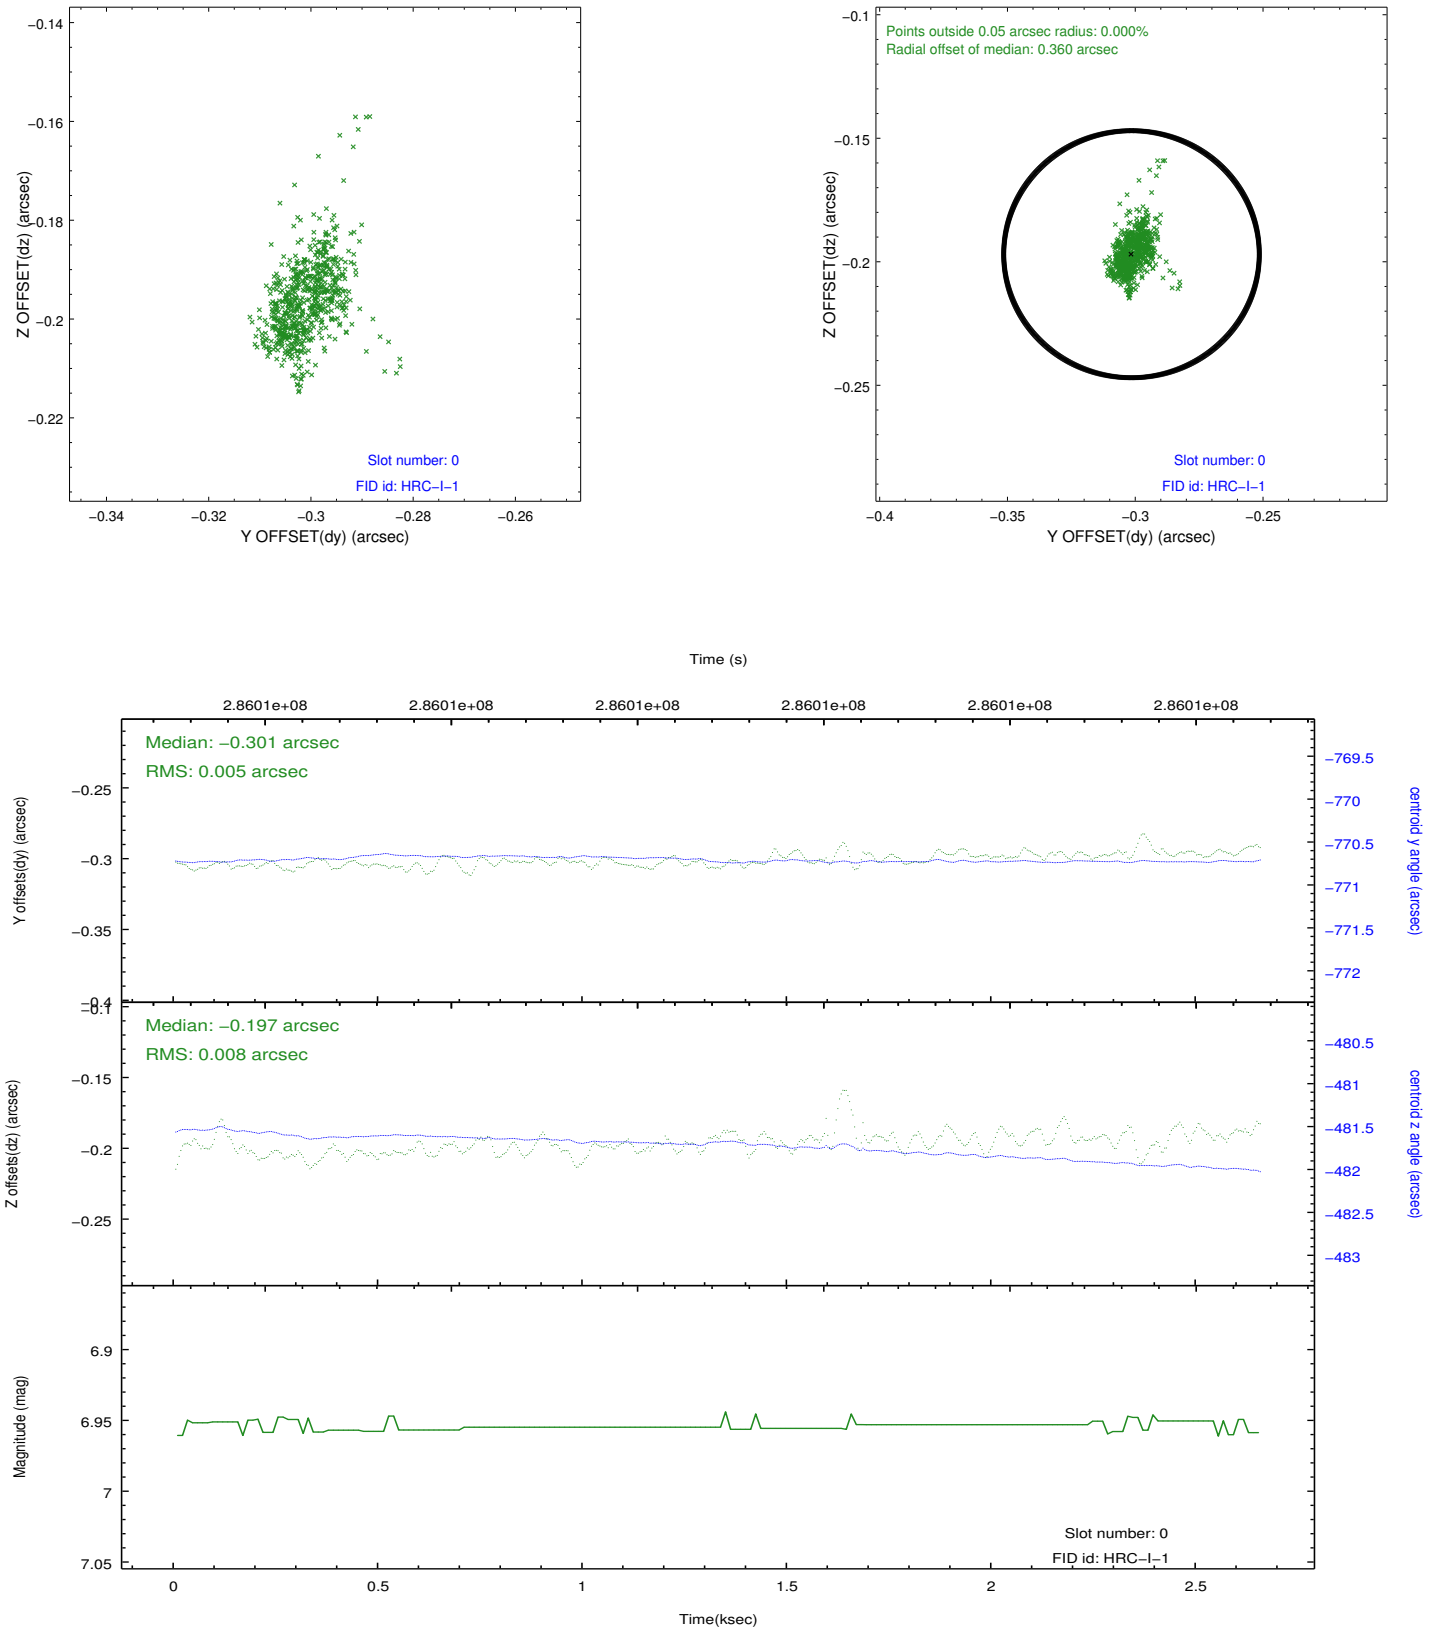 −0.14
−0.16
−0.18
−0.2
−0.22
Z OFFSET(dz) (arcsec)
Slot number: 0
FID id: HRC−I−1
−0.34
−0.32
−0.3
−0.28
−0.26
Y OFFSET(dy) (arcsec)
−0.1
−0.15
−0.2
−0.25
Z OFFSET(dz) (arcsec)
Points outside 0.05 arcsec radius: 0.000%
Radial offset of median: 0.360 arcsec
Slot number: 0
FID id: HRC−I−1
−0.4
−0.35
−0.3
−0.25
Y OFFSET(dy) (arcsec)
Time (s)
2.8601e+08
2.8601e+08
2.8601e+08
2.8601e+08
2.8601e+08
2.8601e+08
Median: −0.301 arcsec
RMS: 0.005 arcsec
−0.25
−0.3
−0.35
−0.4
Y offsets(dy) (arcsec)
−769.5
−770
−770.5
−771
−771.5
−772
centroid y angle (arcsec)
Median: −0.197 arcsec
RMS: 0.008 arcsec
−0.1
−0.15
−0.2
−0.25
Z offsets(dz) (arcsec)
−480.5
−481
−481.5
−482
−482.5
−483
centroid z angle (arcsec)
6.9
6.95
7
7.05
Magnitude (mag)
Slot number: 0
FID id: HRC−I−1
0
0.5
1
1.5
2
2.5
Time(ksec)